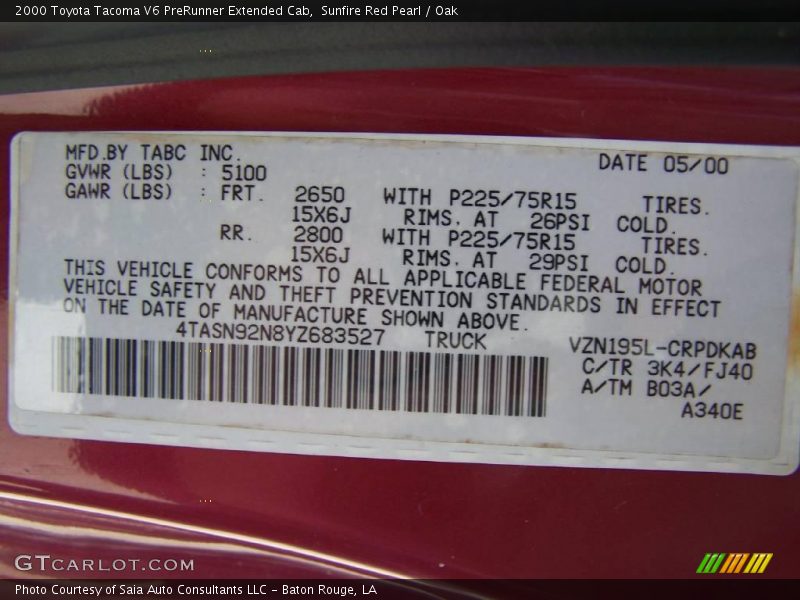 2000 Toyota Tacoma V6 PreRunner Extended Cab, Sunfire Red Pearl / Oak
MFD.BY TABC INC. DATE 05/00
GVWR (LBS) : 5100
GAWR (LBS) : FRT. 2650 WITH P225/75R15 TIRES.
15X6J RIMS. AT 26PSI COLD.
RR. 2800 WITH P225/75R15 TIRES.
15X6J RIMS. AT 29PSI COLD.
THIS VEHICLE CONFORMS TO ALL APPLICABLE FEDERAL MOTOR
VEHICLE SAFETY AND THEFT PREVENTION STANDARDS IN EFFECT
ON THE DATE OF MANUFACTURE SHOWN ABOVE.
4TASN92N8YZ683527 TRUCK VZN195L-CRPDKAB
C/TR 3K4/FJ40
A/TM B03A/
A340E
GTCARLOT.COM
Photo Courtesy of Saia Auto Consultants LLC - Baton Rouge, LA